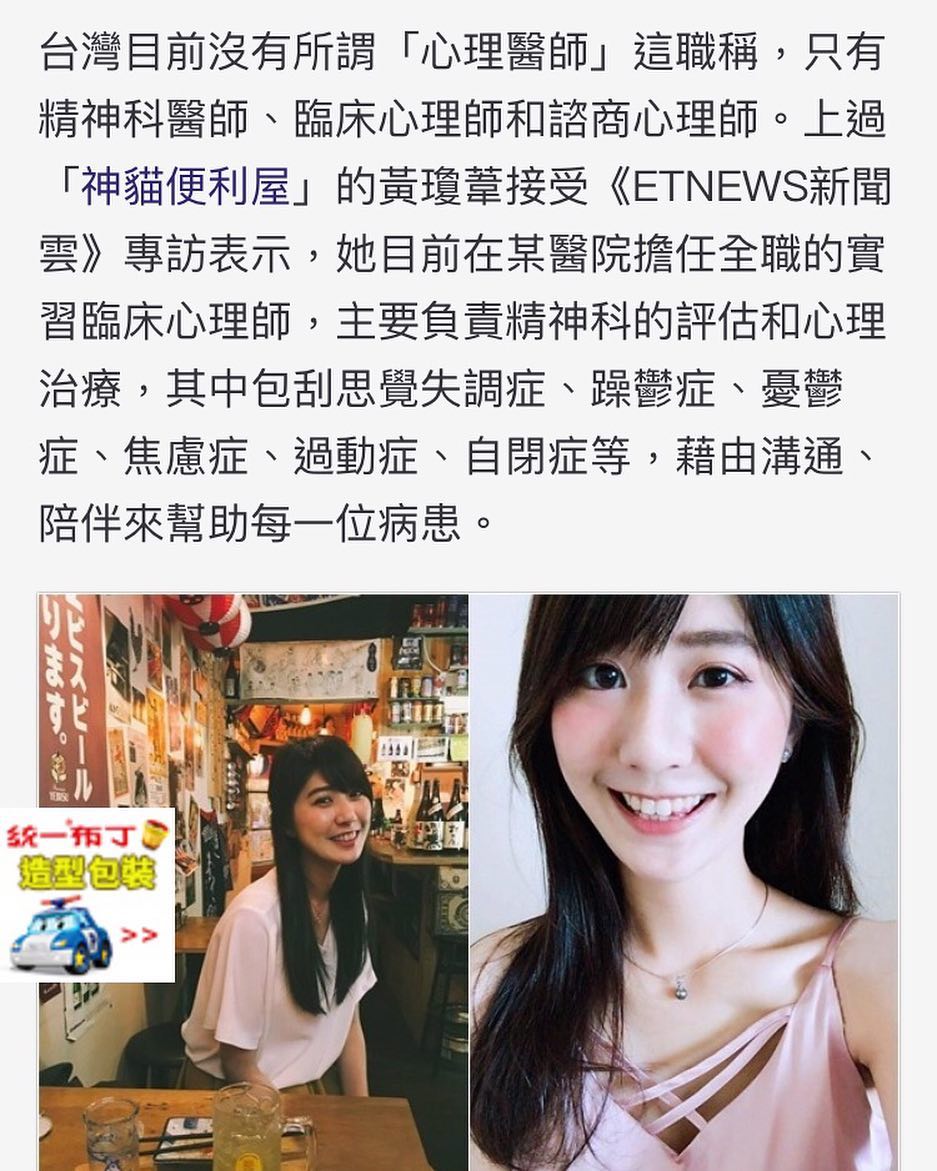 台灣目前沒有所謂「心理醫師」這職稱，只有
精神科醫師、臨床心理師和諮商心理師。上過
「神貓便利屋」的黃瓊葦接受《ETNEWS新聞
雲》專訪表示，她目前在某醫院擔任全職的實
習臨床心理師，主要負責精神科的評估和心理
治療，其中包刮思覺失調症、躁鬱症、憂鬱
症、焦慮症、過動症、自閉症等，藉由溝通、
陪伴來幫助每一位病患。
ビスビール
ります。
YEBISU
統一布丁
造型包裝
>>